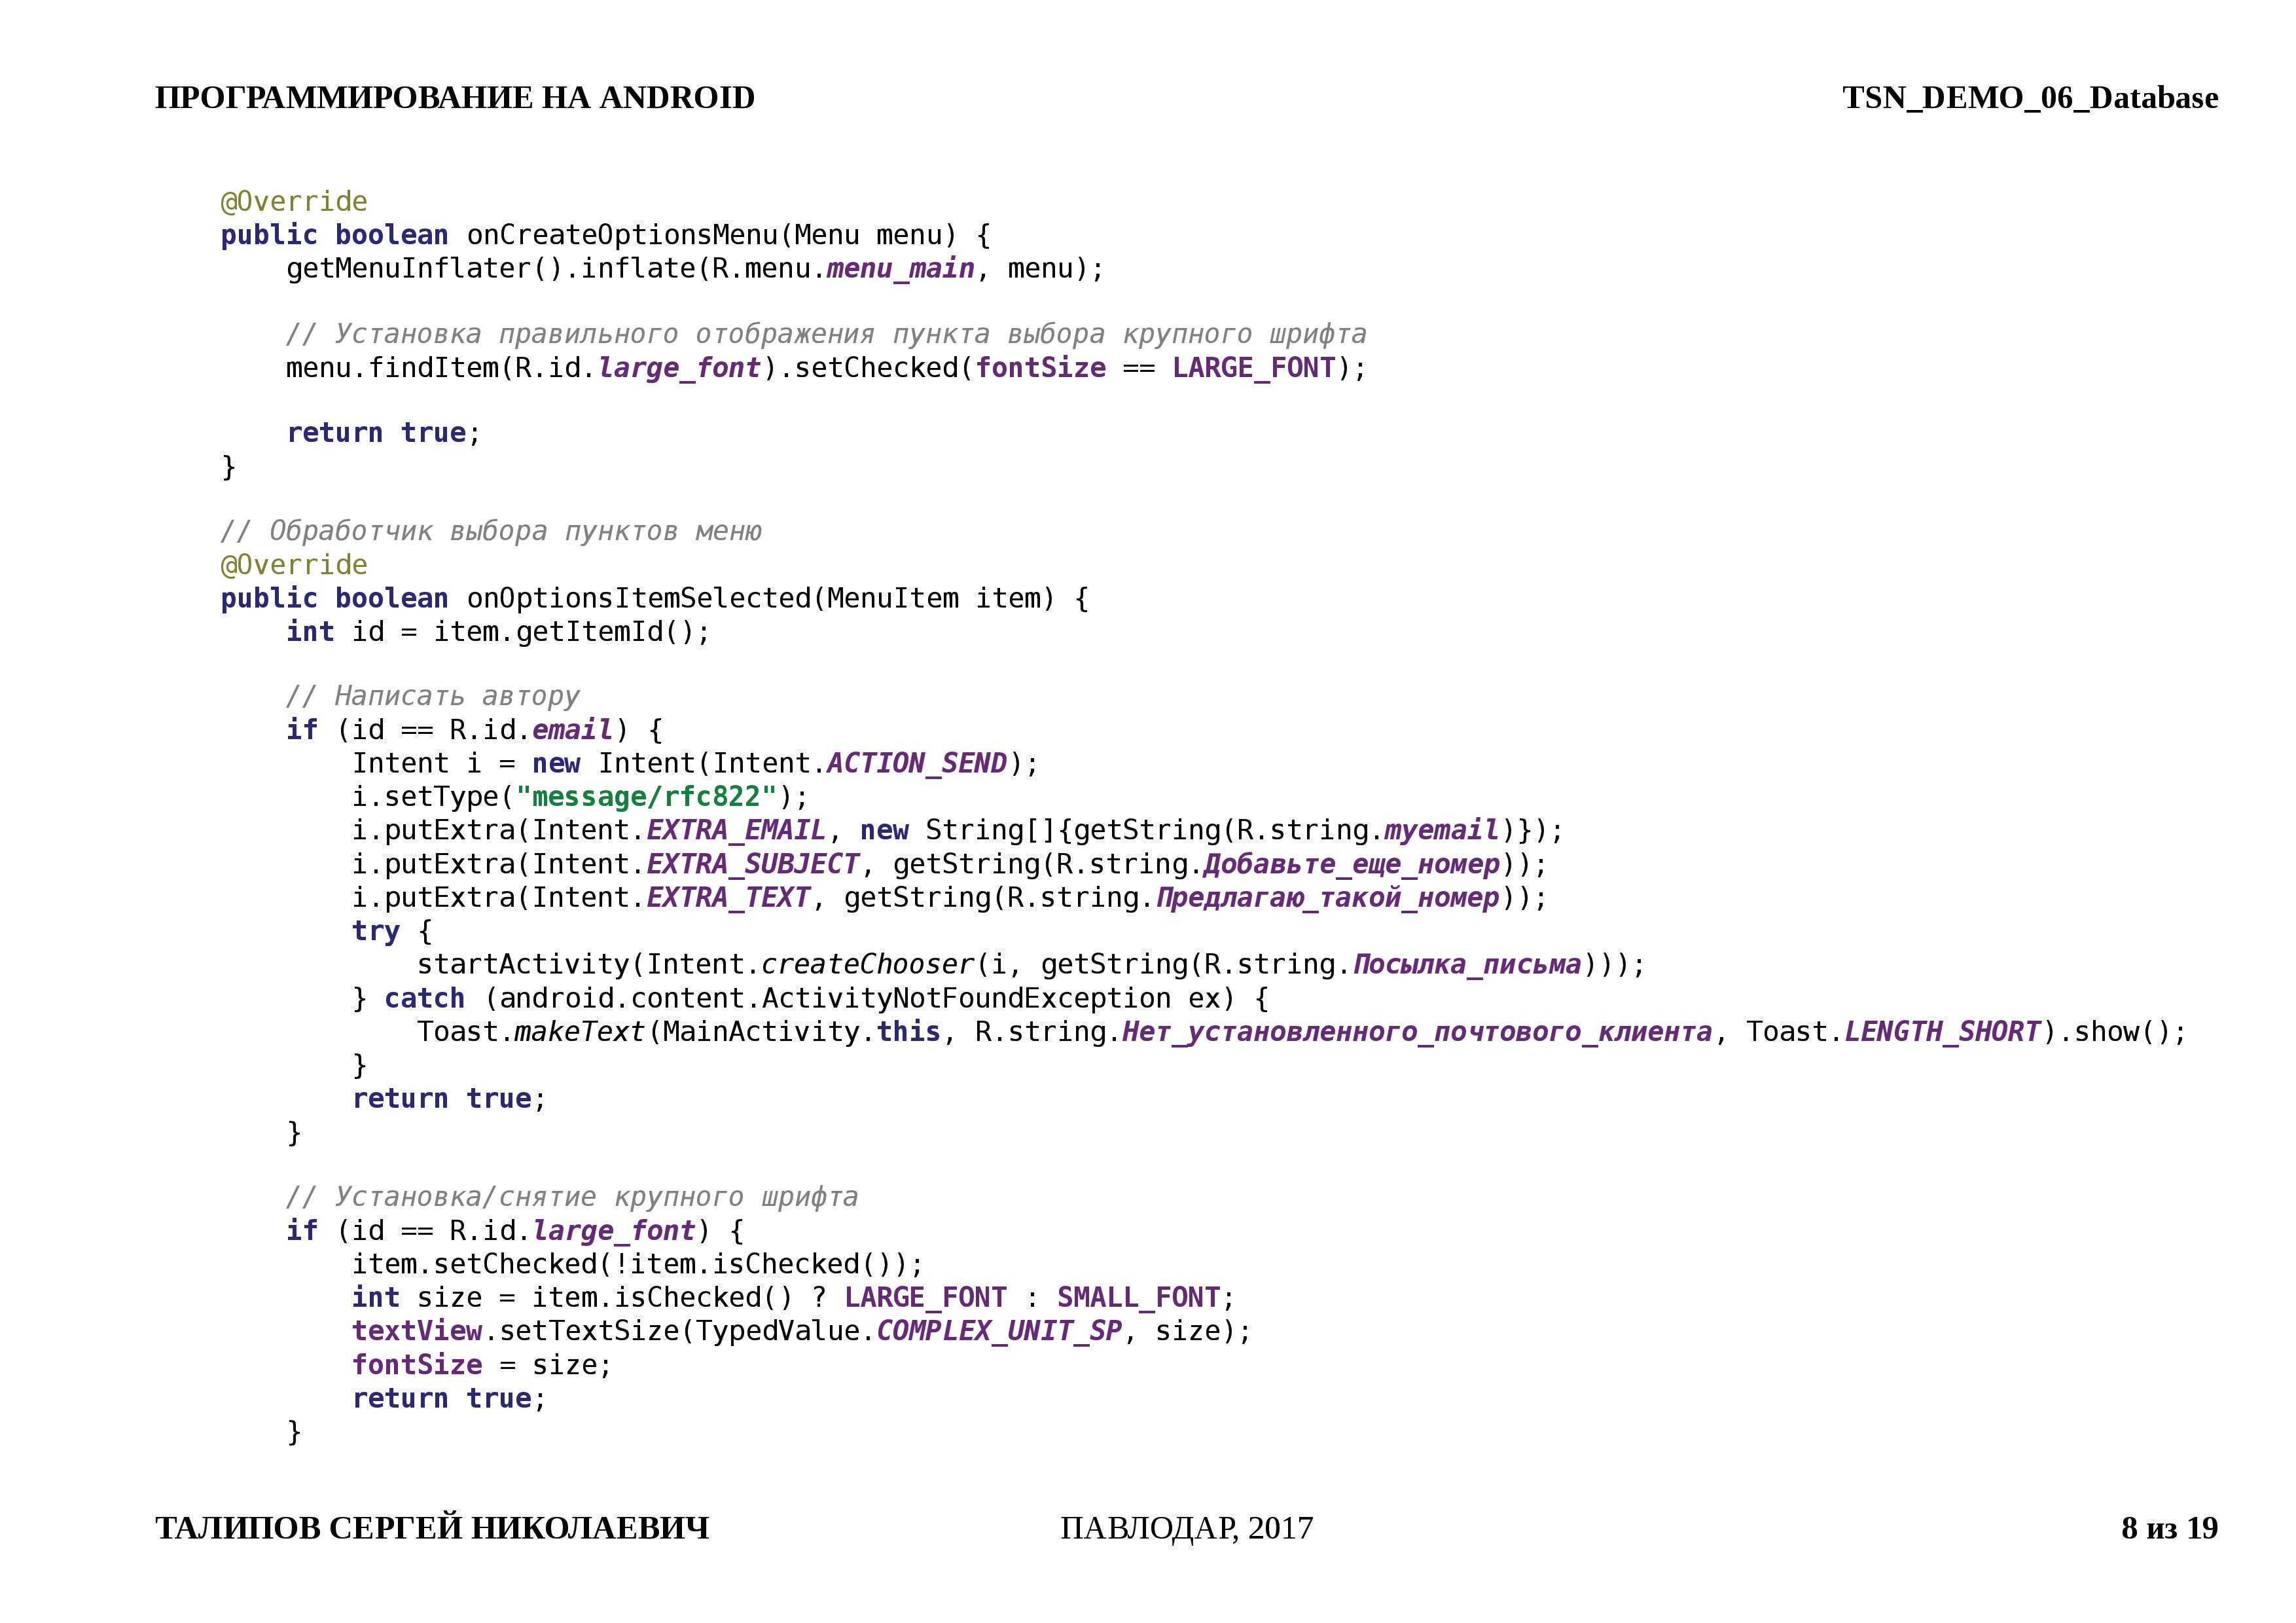 ПРОГРАММИРОВАНИЕ НА ANDROID TSN_DEMO_06_Database
@Override
public boolean onCreateOptionsMenu(Menu menu) {
getMenuInflater().inflate(R.menu.menu_main, menu);
// Установка правильного отображения пункта выбора крупного шрифта
menu.findItem(R.id.large_font).setChecked(fontSize == LARGE_FONT);
return true;
}
// Обработчик выбора пунктов меню
@Override
public boolean onOptionsItemSelected(MenuItem item) {
int id = item.getItemId();
// Написать автору
if (id == R.id.email) {
Intent i = new Intent(Intent.ACTION_SEND);
i.setType("message/rfc822");
i.putExtra(Intent.EXTRA_EMAIL, new String[]{getString(R.string.myemail)});
i.putExtra(Intent.EXTRA_SUBJECT, getString(R.string.Добавьте_еще_номер));
i.putExtra(Intent.EXTRA_TEXT, getString(R.string.Предлагаю_такой_номер));
try {
startActivity(Intent.createChooser(i, getString(R.string.Посылка_письма)));
} catch (android.content.ActivityNotFoundException ex) {
Toast.makeText(MainActivity.this, R.string.Нет_установленного_почтового_клиента, Toast.LENGTH_SHORT).show();
}
return true;
}
// Установка/снятие крупного шрифта
if (id == R.id.large_font) {
item.setChecked(!item.isChecked());
int size = item.isChecked() ? LARGE_FONT : SMALL_FONT;
textView.setTextSize(TypedValue.COMPLEX_UNIT_SP, size);
fontSize = size;
return true;
}
ТАЛИПОВ СЕРГЕЙ НИКОЛАЕВИЧ ПАВЛОДАР, 2017 8 из 19